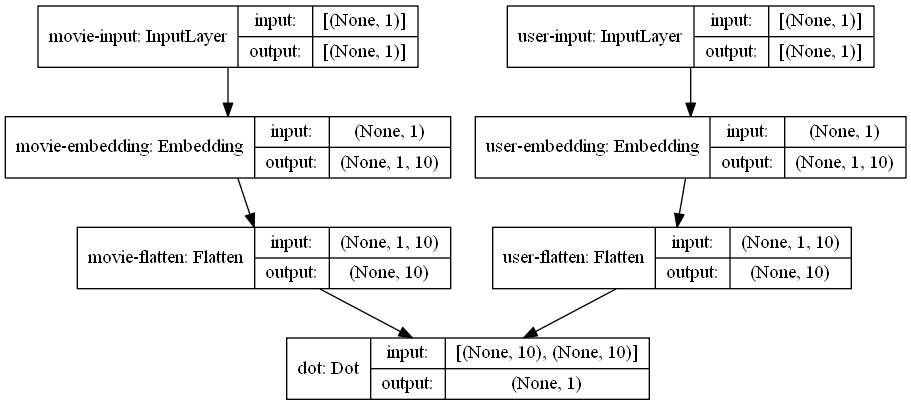 movie-input: InputLayer
input:
[(None, 1)]
output:
[(None, 1)]
user-input: InputLayer
input:
[(None, 1)]
output:
[(None, 1)]
movie-embedding: Embedding
input:
(None, 1)
output:
(None, 1, 10)
user-embedding: Embedding
input:
(None, 1)
output:
(None, 1, 10)
movie-flatten: Flatten
input:
(None, 1, 10)
output:
(None, 10)
user-flatten: Flatten
input:
(None, 1, 10)
output:
(None, 10)
dot: Dot
input:
[(None, 10), (None, 10)]
output:
(None, 1)